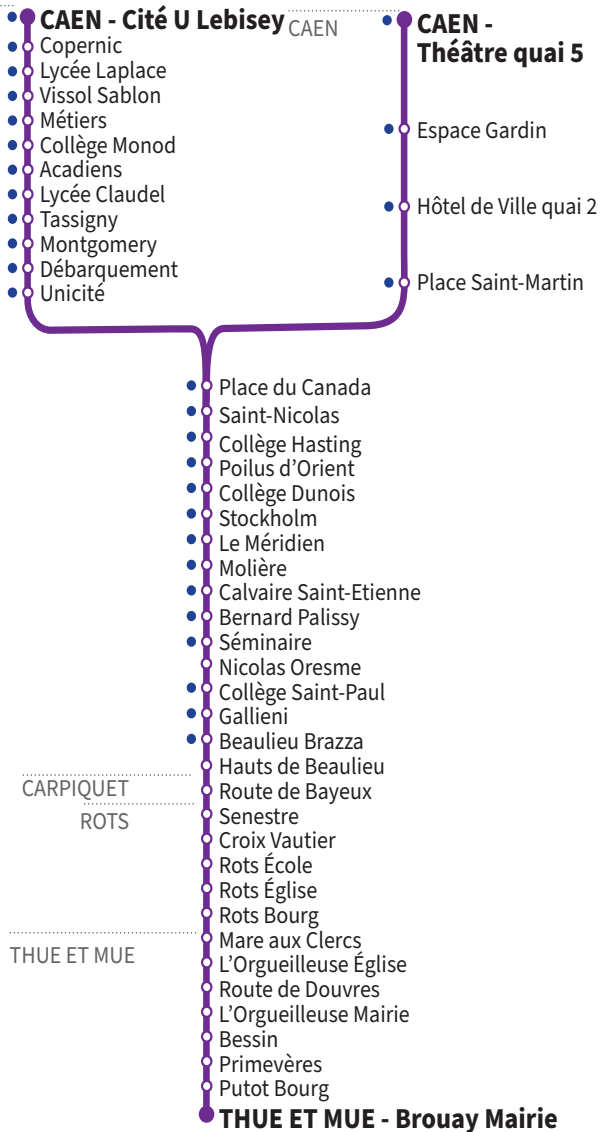 CAEN - Cité U Lebisey
Copernic
Lycée Laplace
Vissol Sablon
Métiers
Collège Monod
Acadiens
Lycée Claudel
Tassigny
Montgomery
Débarquement
Unicité
CAEN
CAEN -
Théâtre quai 5
Espace Gardin
Hôtel de Ville quai 2
Place Saint-Martin
Place du Canada
Saint-Nicolas
Collège Hasting
Poilus d’Orient
Collège Dunois
Stockholm
Le Méridien
Molière
Calvaire Saint-Etienne
Bernard Palissy
Séminaire
Nicolas Oresme
Collège Saint-Paul
Gallieni
Beaulieu Brazza
Hauts de Beaulieu
CARPIQUET
Route de Bayeux
ROTS
Senestre
Croix Vautier
Rots École
Rots Église
Rots Bourg
Mare aux Clercs
THUE ET MUE
L’Orgueilleuse Église
Route de Douvres
L’Orgueilleuse Mairie
Bessin
Primevères
Putot Bourg
THUE ET MUE - Brouay Mairie